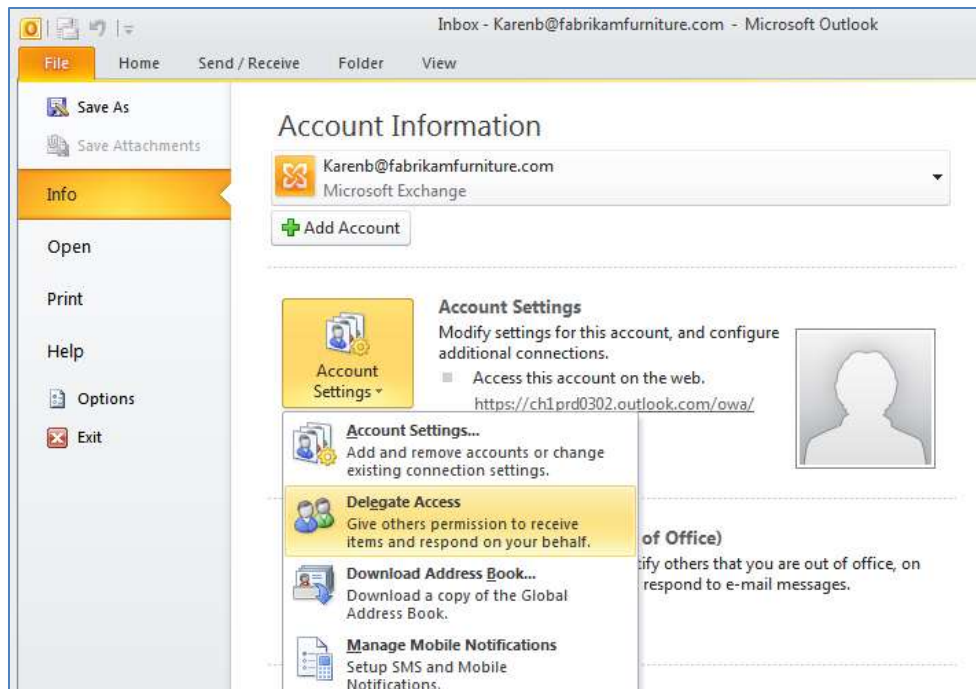 Inbox - Karenb@fabrikamfurniture.com - Microsoft Outlook
File Home Send / Receive Folder View
Save As
Save Attachments
Info
Open
Print
Help
Options
Exit
Account Information
Karenb@fabrikamfurniture.com
Microsoft Exchange
Add Account
Account Settings
Account Settings
Modify settings for this account, and configure
additional connections.
Access this account on the web.
https://ch1prd0302.outlook.com/owa/
Account Settings...
Add and remove accounts or change
existing connection settings.
Delegate Access
Give others permission to receive
items and respond on your behalf.
Download Address Book...
Download a copy of the Global
Address Book.
Manage Mobile Notifications
Setup SMS and Mobile
Notifications.
of Office)
ify others that you are out of office, on
respond to e-mail messages.